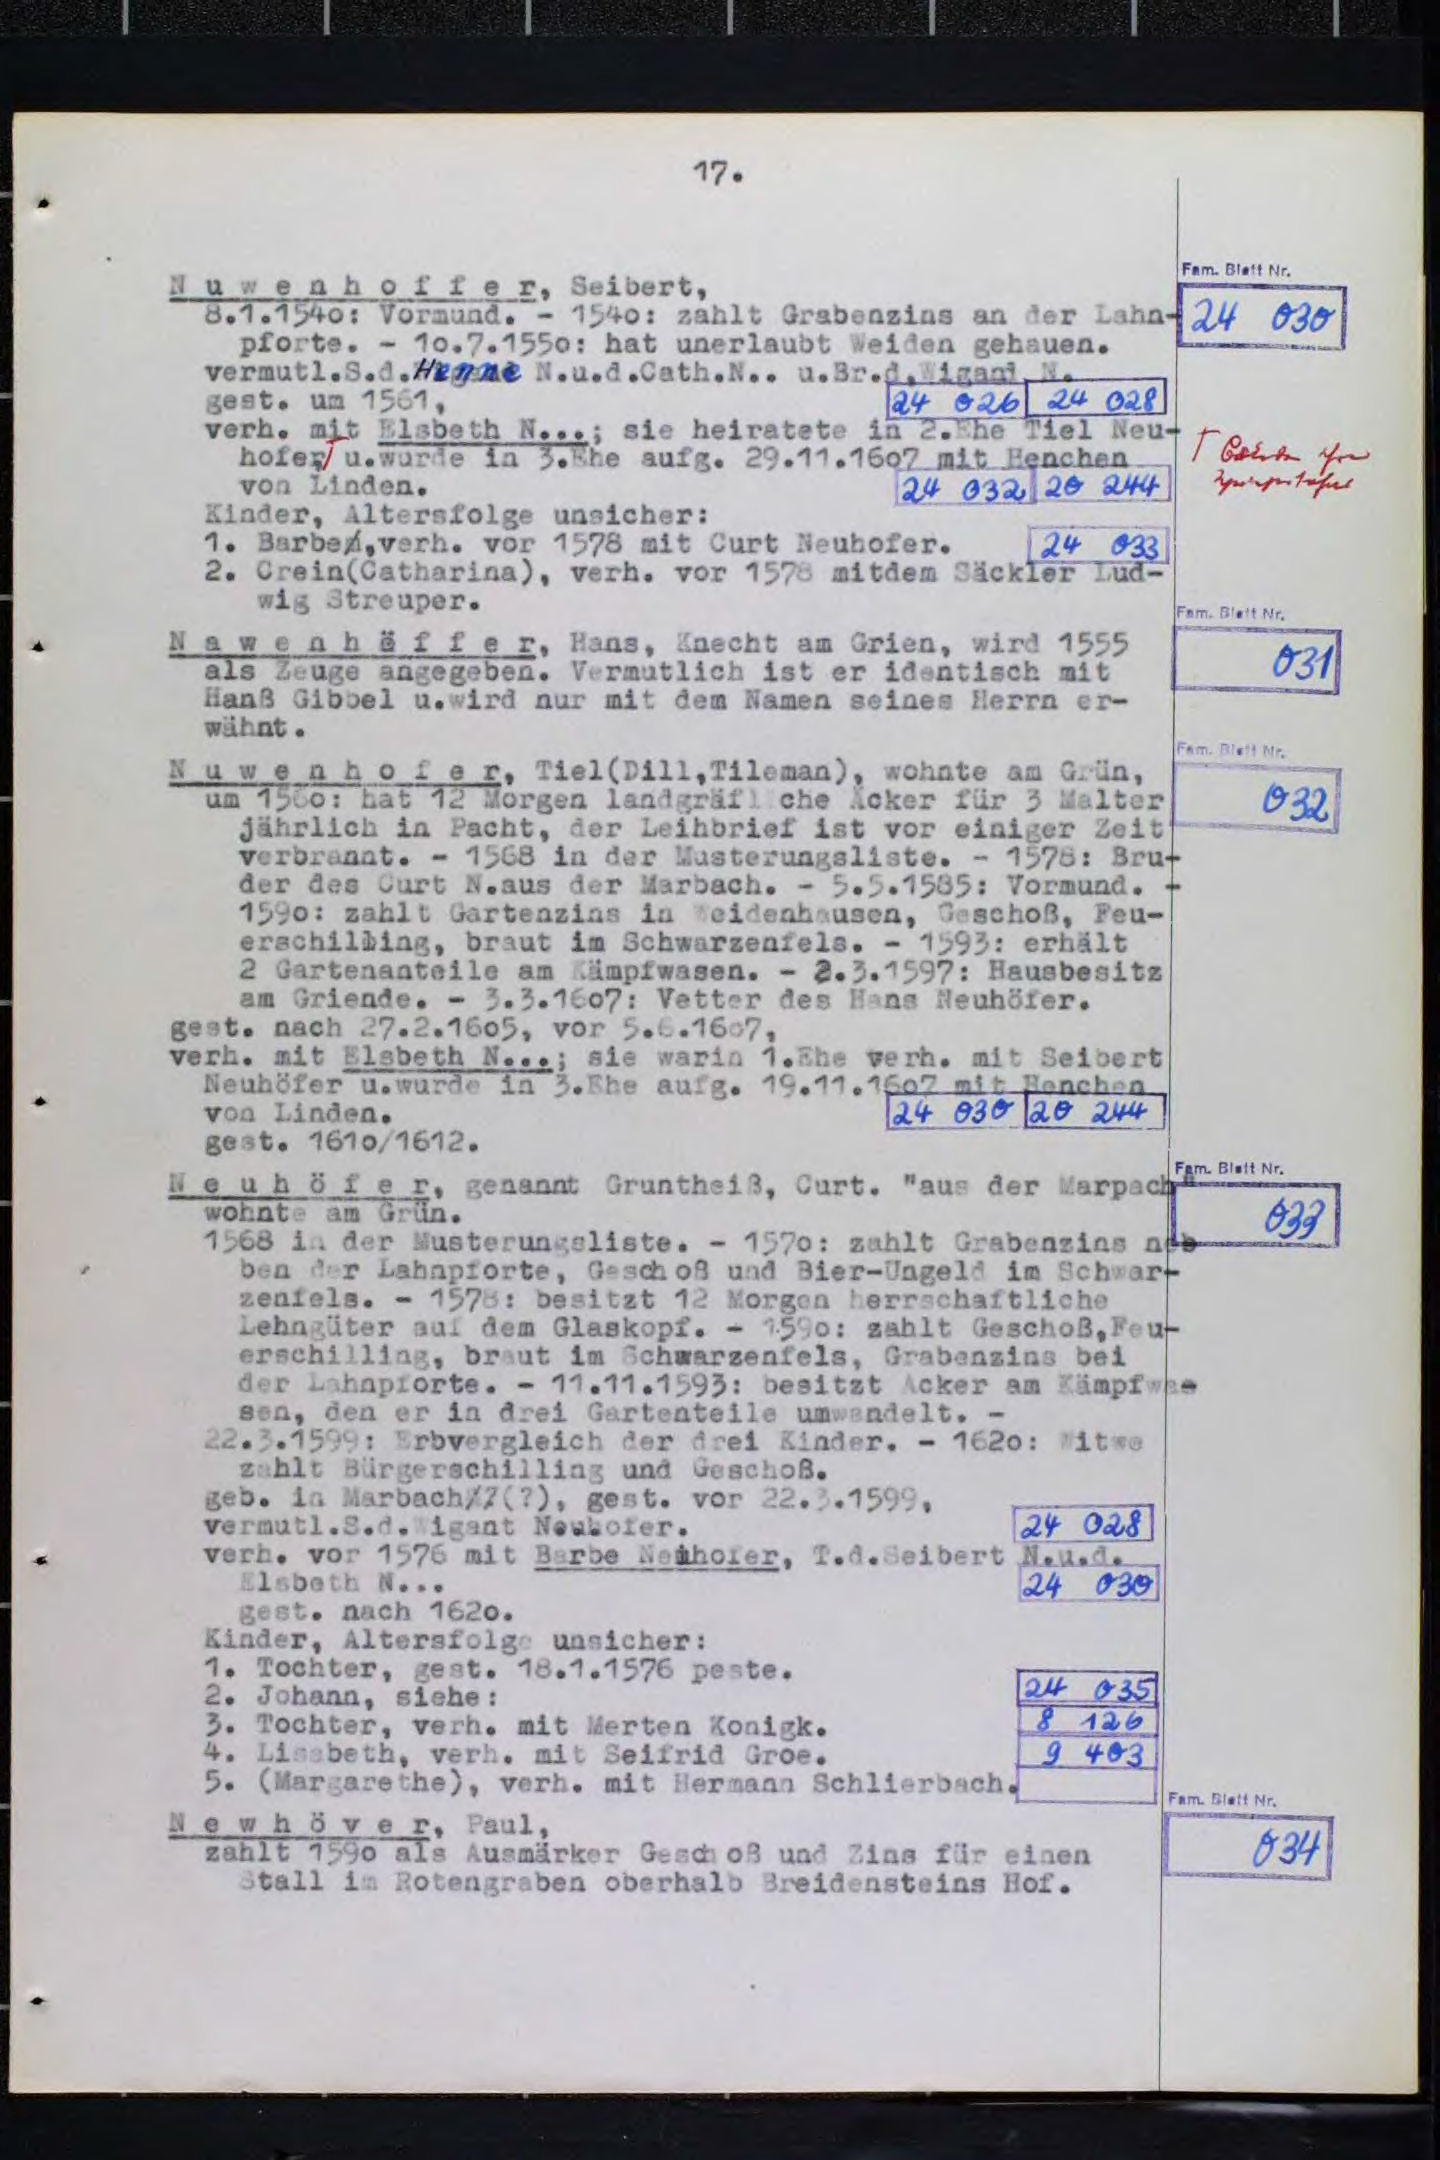 17.
Fam. Blatt Nr.
N u w e n h o f f e r, Seibert,
24 030
8.1.1540: Vormund. - 1540: zahlt Grabenzins an der Lahn-
pforte. - 10.7.1550: hat unerlaubt Weiden gehauen.
vermutl.S.d.Henne N.u.d.Cath.N.. u.Br.d.Wigand N.
gest. um 1561, 24 026 24 028
verh. mit Elsbeth N...; sie heiratete in 2.Ehe Tiel Neu-
hofer,⌈ u.wurde in 3.Ehe aufg. 29.11.1607 mit Henchen
von Linden. 24 032 20 244
Kinder, Altersfolge unsicher:
1. Barbe,verh. vor 1578 mit Curt Neuhofer. 24 033
2. Crein(Catharina), verh. vor 1578 mitdem Säckler Lud-
wig Streuper.
Fam. Blatt Nr.
N a w e n h ä f f e r, Hans, Knecht am Grien, wird 1555
031
als Zeuge angegeben. Vermutlich ist er identisch mit
Hanß Gibbel u.wird nur mit dem Namen seines Herrn er-
wähnt.
Fam. Blatt Nr.
N u w e n h o f e r, Tiel(Dill,Tileman), wohnte am Grün,
032
um 1560: hat 12 Morgen landgräfliche Äcker für 3 Malter
jährlich in Pacht, der Leihbrief ist vor einiger Zeit
verbrannt. - 1568 in der Musterungsliste. - 1578: Bru-
der des Curt N.aus der Marbach. - 5.5.1585: Vormund. -
1590: zahlt Gartenzins in Weidenhausen, Geschoß, Feu-
erschilling, braut im Schwarzenfels. - 1593: erhält
2 Gartenanteile am Kämpfwasen. - 2.3.1597: Hausbesitz
am Griende. - 3.3.1607: Vetter des Hans Neuhöfer.
gest. nach 27.2.1605, vor 5.6.1607,
verh. mit Elsbeth N...; sie warin 1.Ehe verh. mit Seibert
Neuhöfer u.wurde in 3.Ehe aufg. 19.11.1607 mit Henchen
von Linden. 24 030 20 244
gest. 1610/1612.
Fam. Blatt Nr.
N e u h ö f e r, genannt Gruntheiß, Curt. "aus der Marpach"
033
wohnte am Grün.
1568 in der Musterungsliste. - 1570: zahlt Grabenzins neb
ben der Lahnpforte, Geschoß und Bier-Ungeld im Schwar-
zenfels. - 1578: besitzt 12 Morgen herrschaftliche
Lehngüter auf dem Glaskopf. - 1590: zahlt Geschoß,Feu-
erschilling, braut im Schwarzenfels, Grabenzins bei
der Lahnpforte. - 11.11.1593: besitzt Acker am Kämpfwa-
sen, den er in drei Gartenteile umwandelt. -
22.3.1599: Erbvergleich der drei Kinder. - 1620: Witwe
zahlt Bürgerschilling und Geschoß.
geb. in Marbach(?), gest. vor 22.3.1599,
vermutl.S.d.Wigant Neuhofer. 24 028
verh. vor 1576 mit Barbe Neuhofer, T.d.Seibert N.u.d.
Elsbeth N... 24 030
gest. nach 1620.
Kinder, Altersfolge unsicher:
1. Tochter, gest. 18.1.1576 peste.
2. Johann, siehe: 24 035
3. Tochter, verh. mit Merten Konigk. 8 126
4. Lisabeth, verh. mit Seifrid Groe. 9 403
5. (Margarethe), verh. mit Hermann Schlierbach.
Fam. Blatt Nr.
N e w h ö v e r, Paul,
034
zahlt 1590 als Ausmärker Geschoß und Zins für einen
Stall im Rotengraben oberhalb Breidensteins Hof.